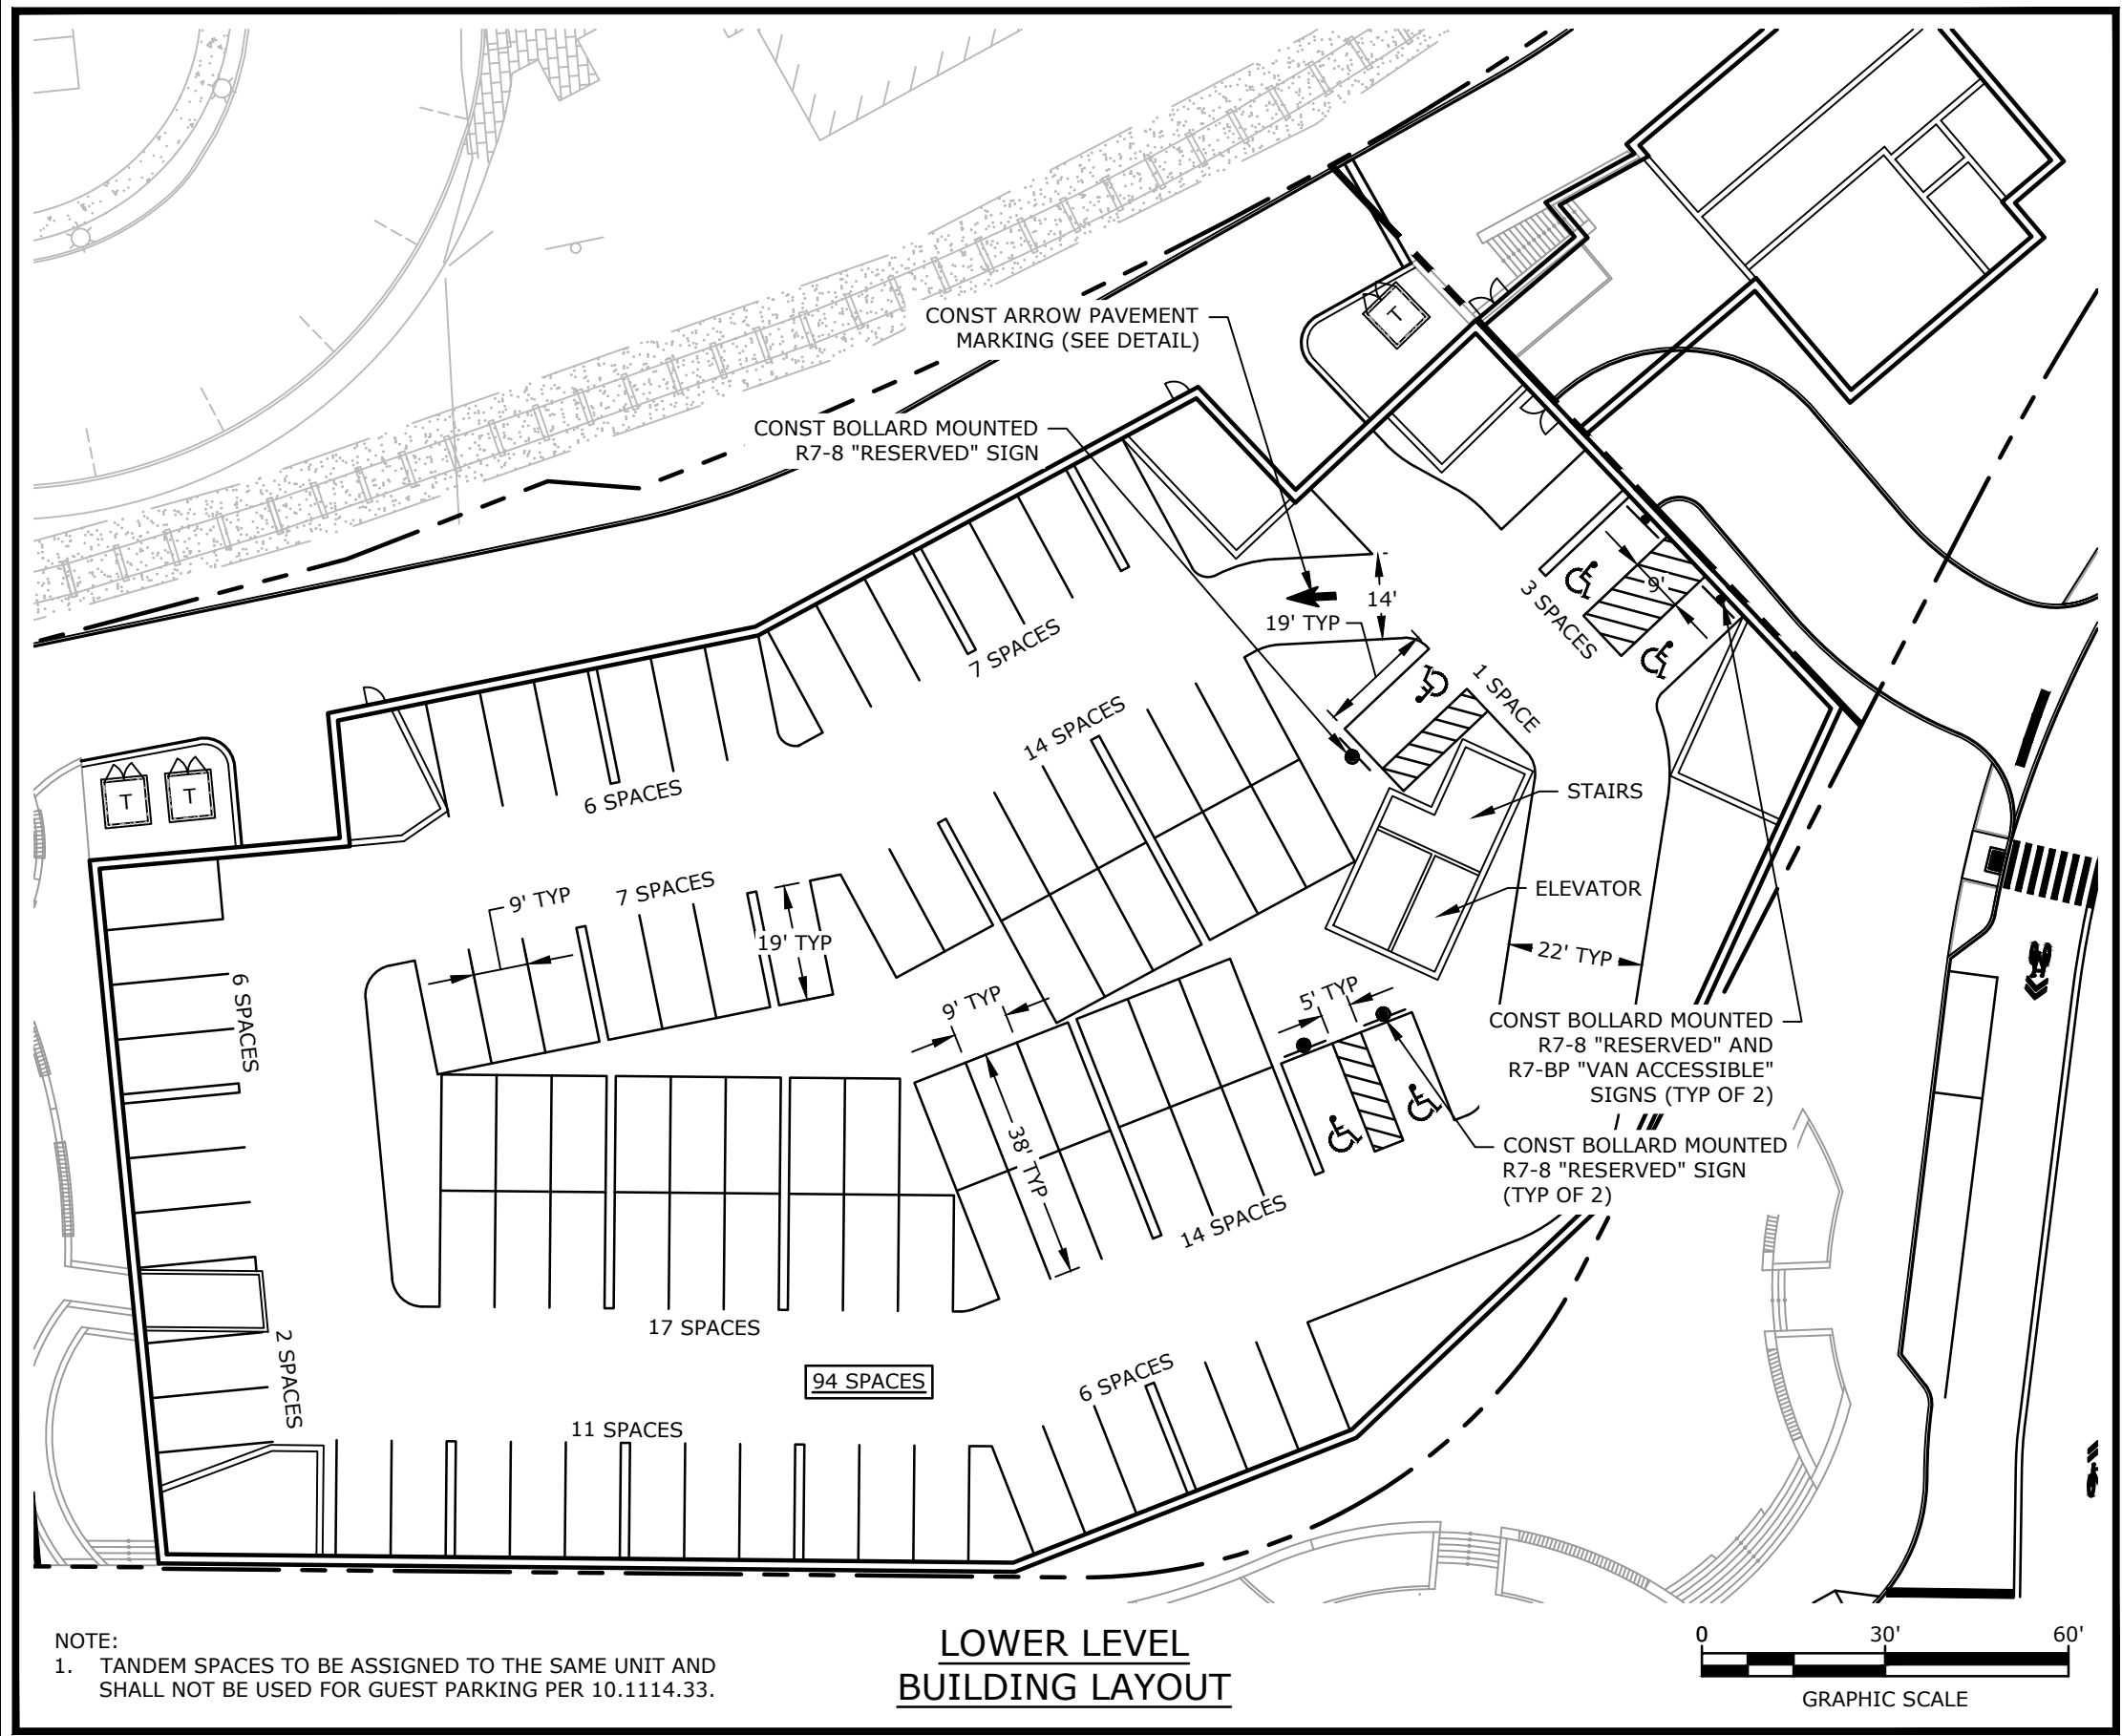 CONST ARROW PAVEMENT
MARKING (SEE DETAIL)
T
CONST BOLLARD MOUNTED
R7-8 "RESERVED" SIGN
14'
19' TYP
9'
3 SPACES
7 SPACES
1 SPACE
14 SPACES
6 SPACES
T
T
STAIRS
ELEVATOR
9' TYP
7 SPACES
19' TYP
22' TYP
6 SPACES
9' TYP
5' TYP
CONST BOLLARD MOUNTED
R7-8 "RESERVED" AND
R7-BP "VAN ACCESSIBLE"
SIGNS (TYP OF 2)
38' TYP
CONST BOLLARD MOUNTED
R7-8 "RESERVED" SIGN
(TYP OF 2)
14 SPACES
17 SPACES
2 SPACES
94 SPACES
6 SPACES
11 SPACES
NOTE:
1. TANDEM SPACES TO BE ASSIGNED TO THE SAME UNIT AND
SHALL NOT BE USED FOR GUEST PARKING PER 10.1114.33.
LOWER LEVEL
BUILDING LAYOUT
0 30' 60'
GRAPHIC SCALE